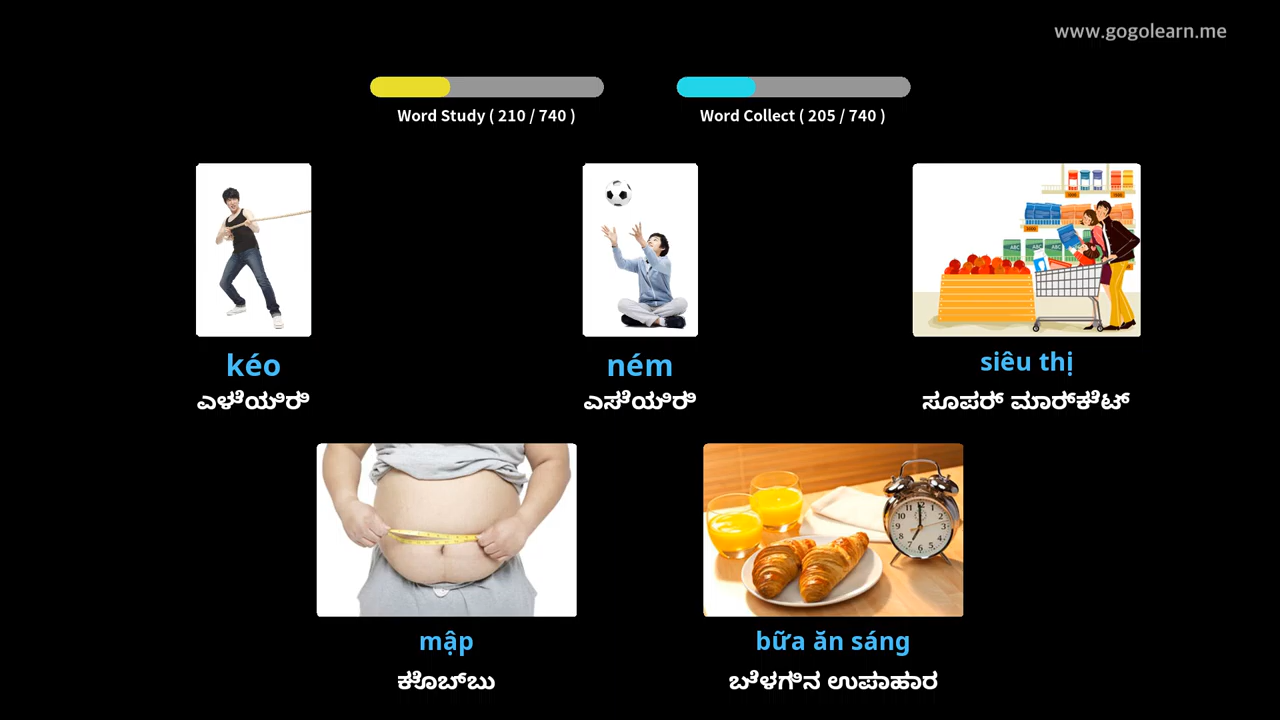 www.gogolearn.me
Word Study ( 210 / 740 )
Word Collect ( 205 / 740 )
kéo
ಎಳೆಯಿರಿ
ném
ಎಸೆಯಿರಿ
siêu thị
ಸೂಪರ್ ಮಾರ್ಕೆಟ್
mập
ಕೊಬ್ಬು
bữa ăn sáng
ಬೆಳಗಿನ ಉಪಾಹಾರ